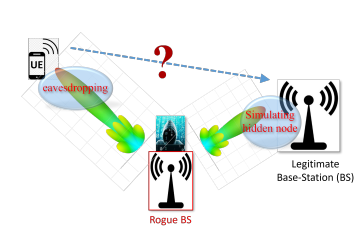 ?
UE
eavesdropping
Simulating
hidden node
Legitimate
Base-Station (BS)
Rogue BS